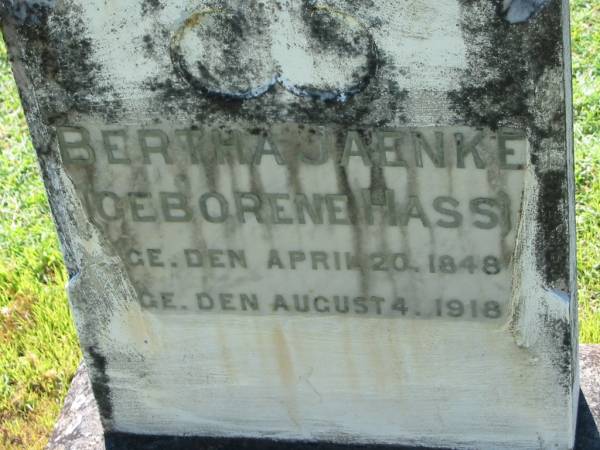 BERTHA JAENKE
(GEBORENE HASS)
GE. DEN APRIL 20. 1848
GE. DEN AUGUST 4. 1918